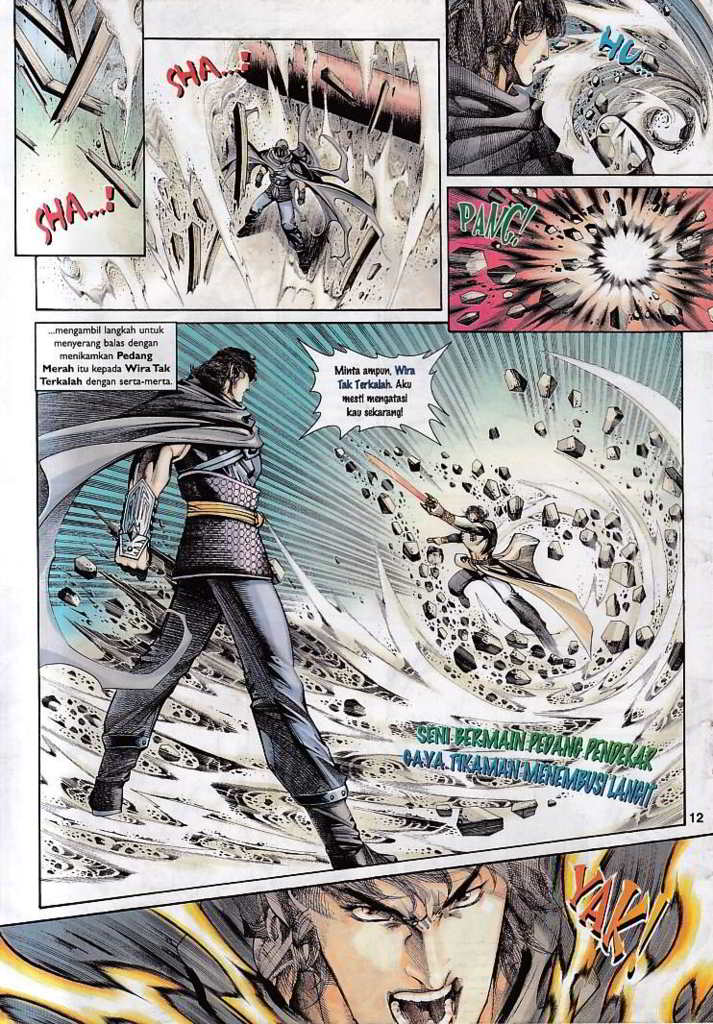 SHA....!
SHA...!
HU...
PANG!
...mengambil langkah untuk
menyerang balas dengan
menikamkan Pedang
Merah itu kepada Wira Tak
Terkalah dengan serta-merta.
Minta ampun, Wira
Tak Terkalah. Aku
mesti mengatasi
kau sekarang!
SENI BERMAIN PEDANG PENDEKAR
GAYA TIKAMAN MENEMBUSI LANGIT
12
YAK!